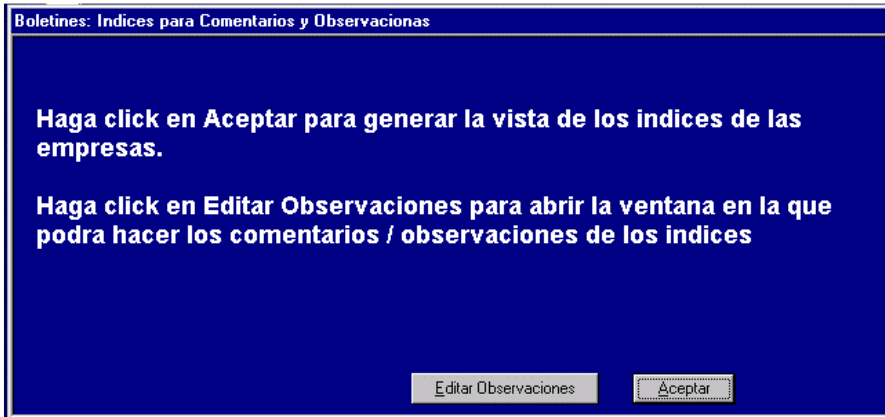 Boletines: Indices para Comentarios y Observacionas
Haga click en Aceptar para generar la vista de los indices de las
empresas.
Haga click en Editar Observaciones para abrir la ventana en la que
podra hacer los comentarios / observaciones de los indices
Editar Observaciones
Aceptar